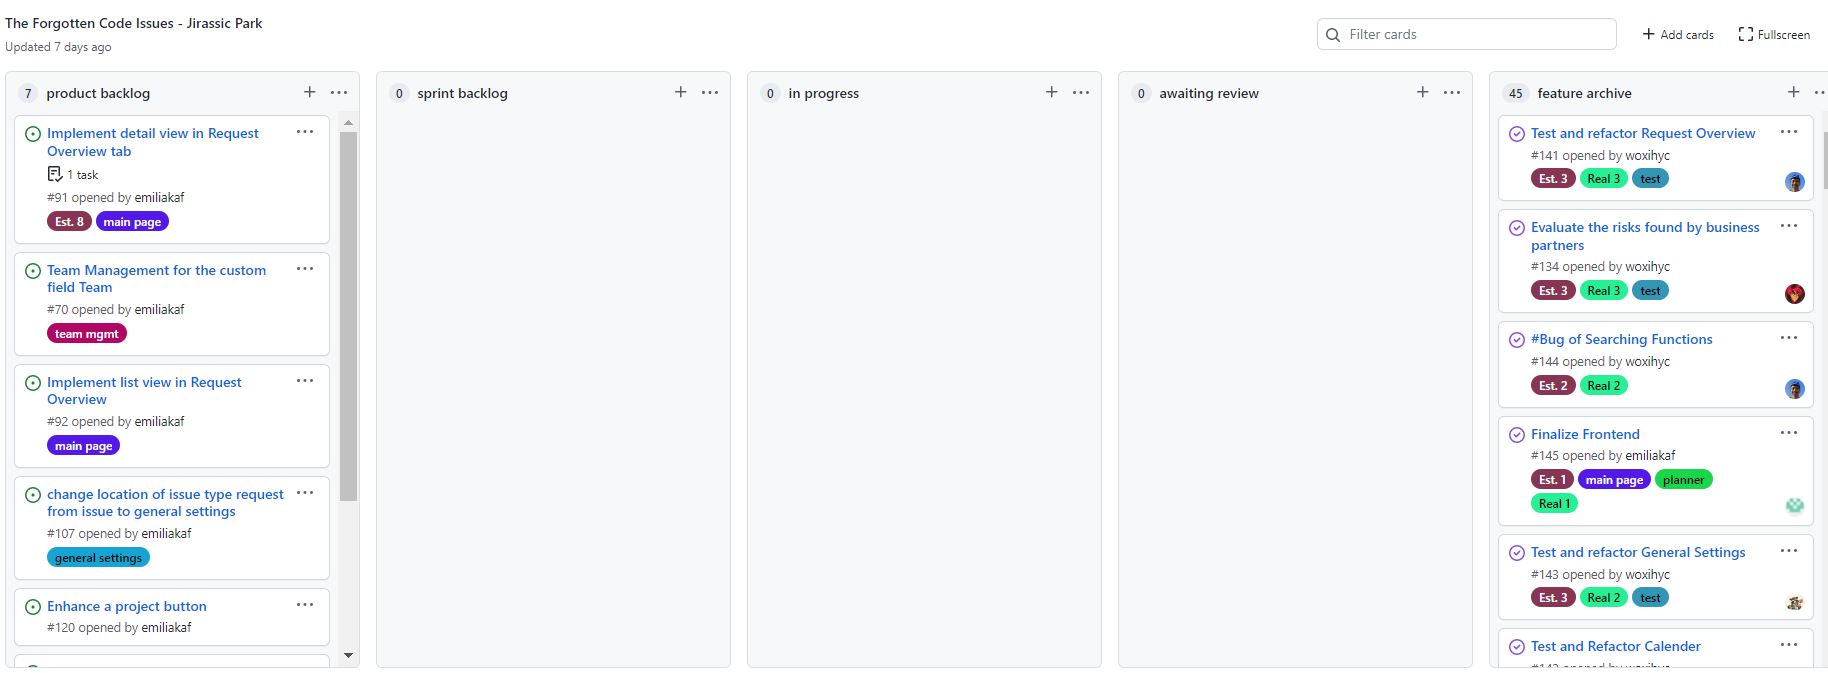 The Forgotten Code Issues - Jirassic Park
Updated 7 days ago
Filter cards
Add cards
Fullscreen
7 product backlog
Implement detail view in Request
Overview tab
1 task
#91 opened by emiliakaf
Est. 8 main page
Team Management for the custom
field Team
#70 opened by emiliakaf
team mgmt
Implement list view in Request
Overview
#92 opened by emiliakaf
main page
change location of issue type request
from issue to general settings
#107 opened by emiliakaf
general settings
Enhance a project button
#120 opened by emiliakaf
0 sprint backlog
0 in progress
0 awaiting review
45 feature archive
Test and refactor Request Overview
#141 opened by woxihyc
Est. 3 Real 3 test
Evaluate the risks found by business
partners
#134 opened by woxihyc
Est. 3 Real 3 test
#Bug of Searching Functions
#144 opened by woxihyc
Est. 2 Real 2
Finalize Frontend
#145 opened by emiliakaf
Est. 1 main page planner
Real 1
Test and refactor General Settings
#143 opened by woxihyc
Est. 3 Real 2 test
Test and Refactor Calender